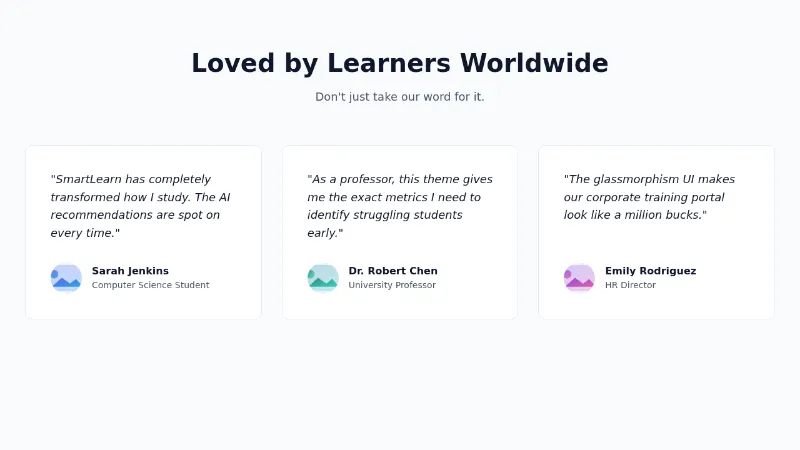 Loved by Learners Worldwide
Don't just take our word for it.
"SmartLearn has completely
transformed how I study. The AI
recommendations are spot on
every time."
Sarah Jenkins
Computer Science Student
"As a professor, this theme gives
me the exact metrics I need to
identify struggling students
early."
Dr. Robert Chen
University Professor
"The glassmorphism UI makes
our corporate training portal
look like a million bucks."
Emily Rodriguez
HR Director